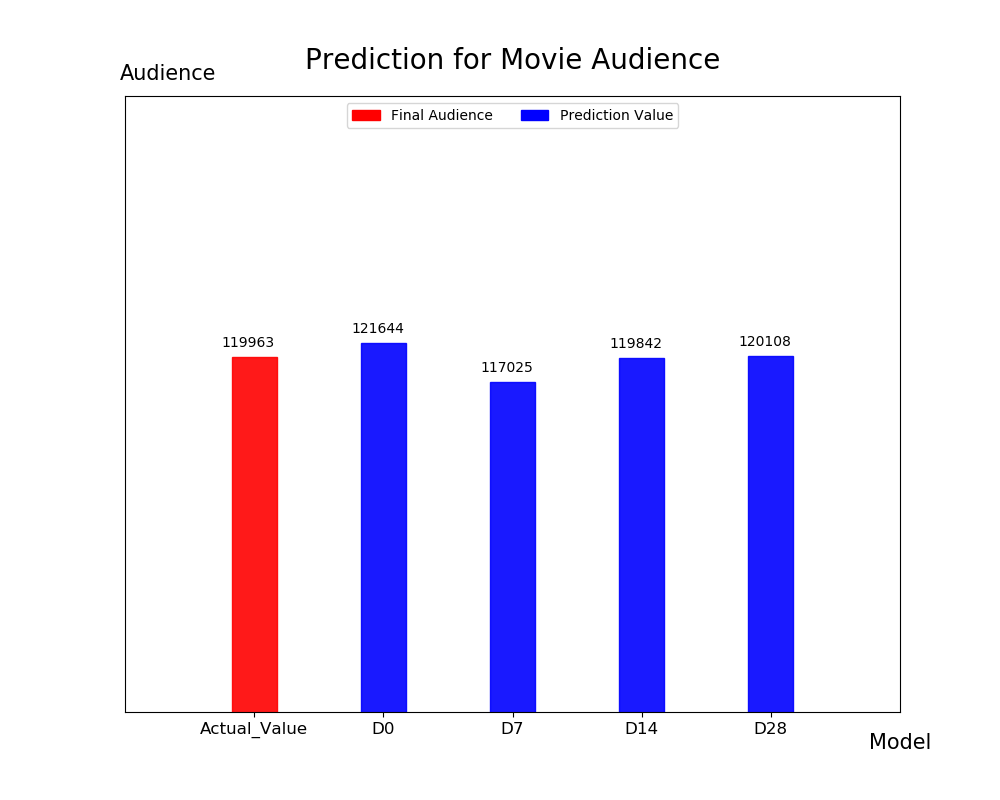 Prediction for Movie Audience
Audience
Final Audience Prediction Value
119963 121644 117025 119842 120108
Actual_Value D0 D7 D14 D28
Model